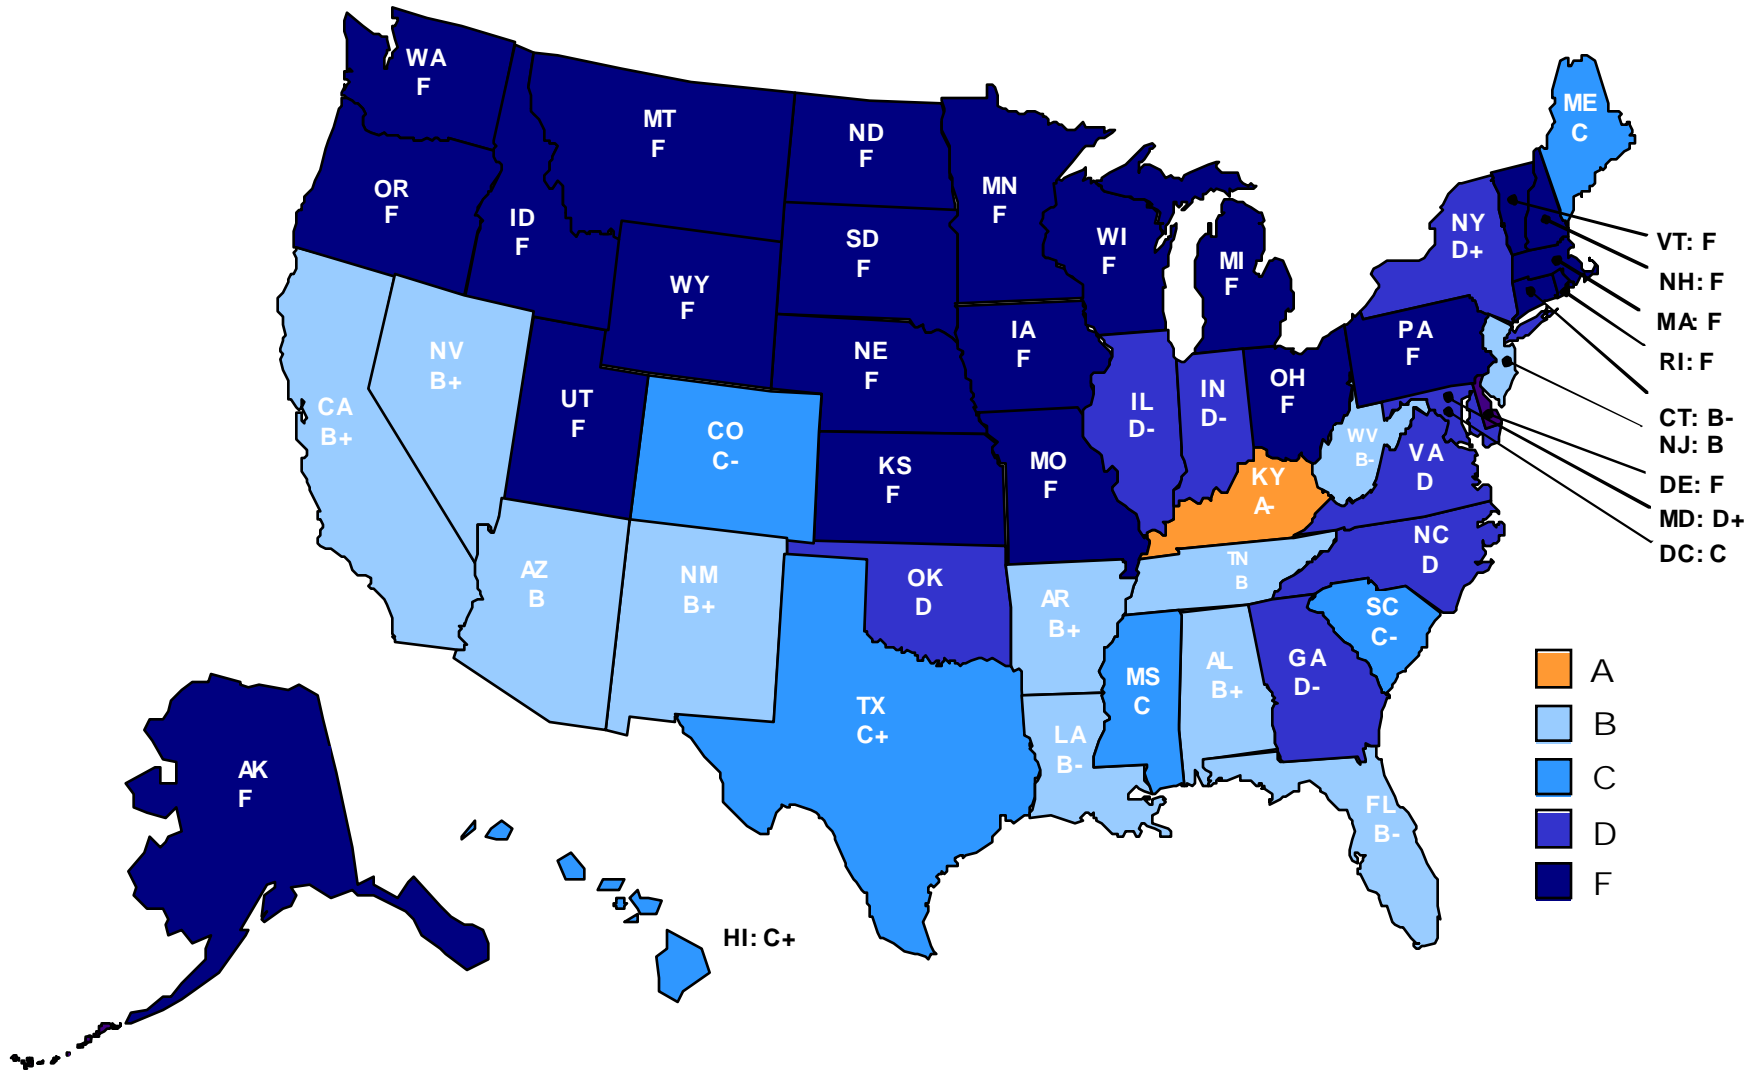 WA
F
MT
F
ND
F
MN
F
ME
C
OR
F
ID
F
WY
F
SD
F
WI
F
MI
F
NY
D+
VT: F
NH: F
MA: F
RI: F
CT: B-
NJ: B
DE: F
MD: D+
DC: C
NV
B+
CA
B+
UT
F
CO
C-
NE
F
IA
F
IL
D-
IN
D-
OH
F
PA
F
KS
F
MO
F
KY
A-
WV
B-
VA
D
NC
D
AZ
B
NM
B+
OK
D
AR
B+
TN
B
SC
C-
TX
C+
LA
B-
MS
C
AL
B+
GA
D-
FL
B-
AK
F
HI: C+
A
B
C
D
F